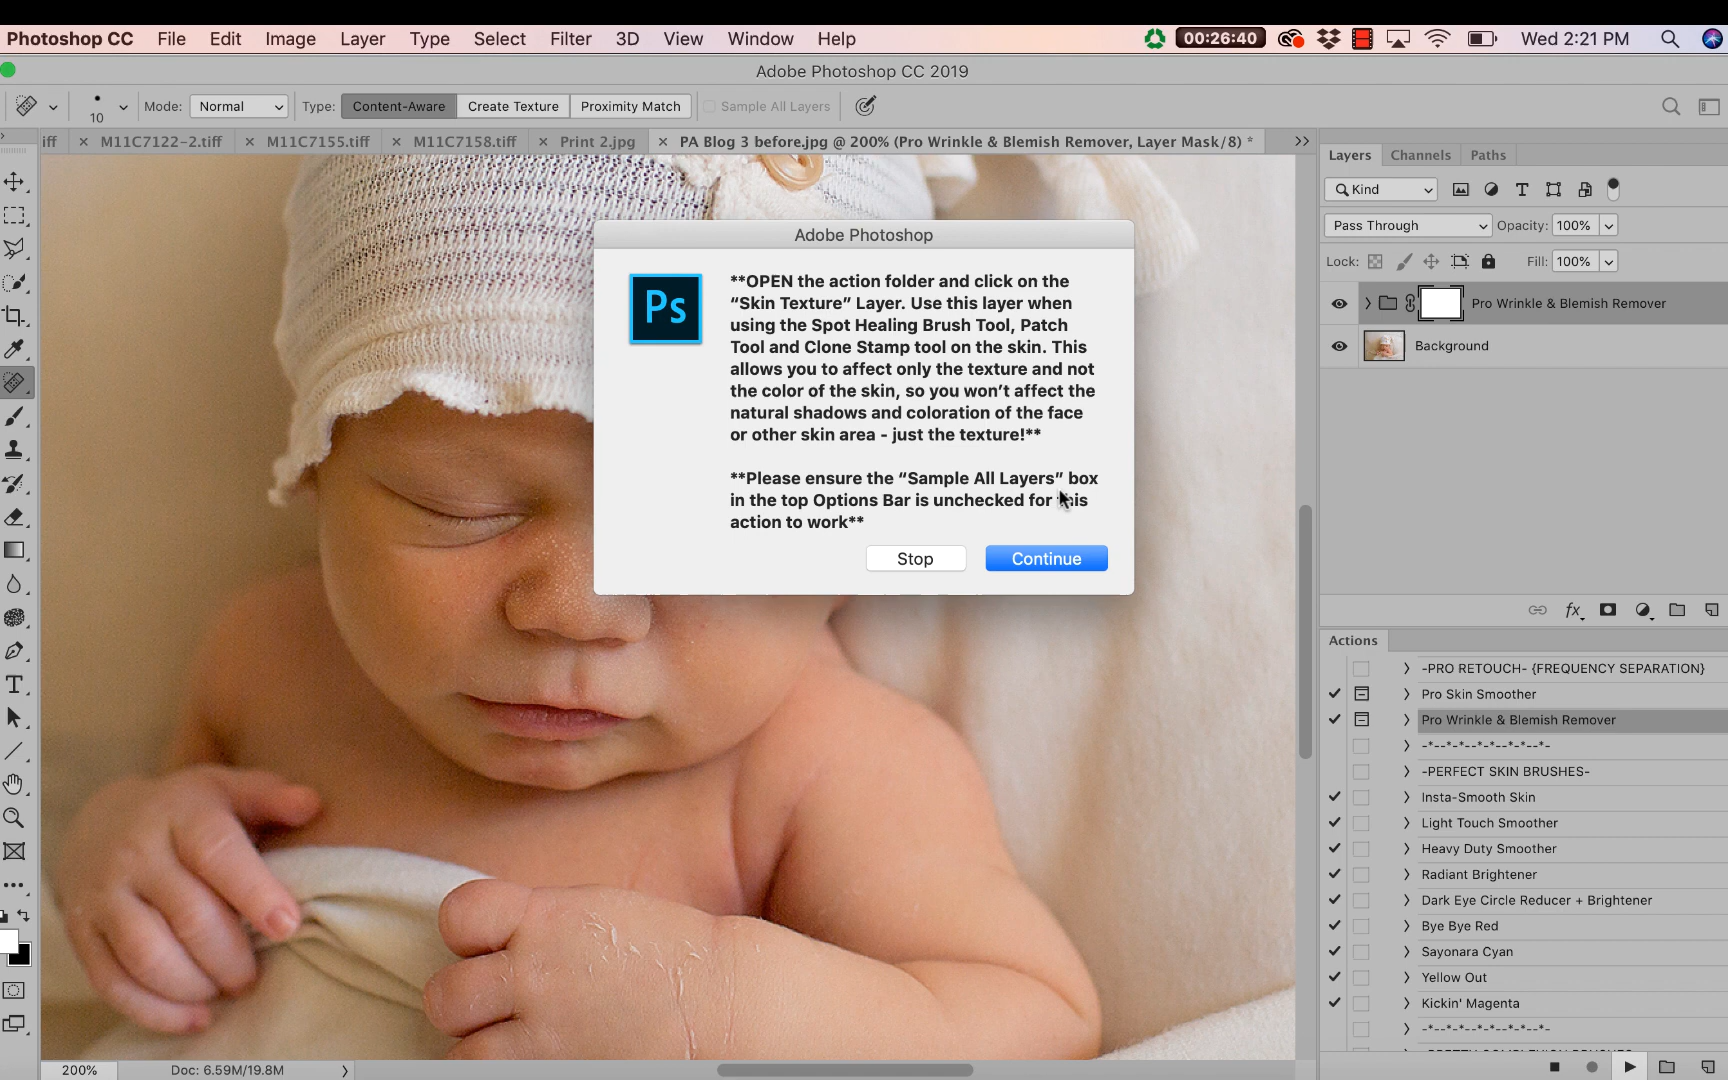 Photoshop CC File Edit Image Layer Type Select Filter 3D View Window Help 00:26:40 Wed 2:21 PM
Adobe Photoshop CC 2019
10 Mode: Normal Type: Content-Aware Create Texture Proximity Match Sample All Layers
iff × M11C7122-2.tiff × M11C7155.tiff × M11C7158.tiff × Print 2.jpg × PA Blog 3 before.jpg @ 200% (Pro Wrinkle & Blemish Remover, Layer Mask/8) *
Adobe Photoshop
Ps
**OPEN the action folder and click on the
“Skin Texture” Layer. Use this layer when
using the Spot Healing Brush Tool, Patch
Tool and Clone Stamp tool on the skin. This
allows you to affect only the texture and not
the color of the skin, so you won’t affect the
natural shadows and coloration of the face
or other skin area - just the texture!**
**Please ensure the “Sample All Layers” box
in the top Options Bar is unchecked for this
action to work**
Stop Continue
Layers Channels Paths
Kind
Pass Through Opacity: 100%
Lock: Fill: 100%
Pro Wrinkle & Blemish Remover
Background
fx
Actions
-PRO RETOUCH- {FREQUENCY SEPARATION}
Pro Skin Smoother
Pro Wrinkle & Blemish Remover
-*--*-*--*-*--*-*--*-
-PERFECT SKIN BRUSHES-
Insta-Smooth Skin
Light Touch Smoother
Heavy Duty Smoother
Radiant Brightener
Dark Eye Circle Reducer + Brightener
Bye Bye Red
Sayonara Cyan
Yellow Out
Kickin' Magenta
-*--*-*--*-*--*-*--*-
200% Doc: 6.59M/19.8M